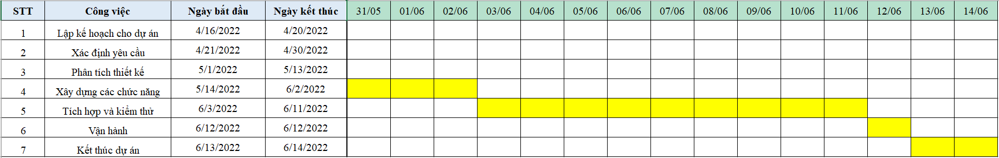 STT Công việc Ngày bắt đầu Ngày kết thúc 31/05 01/06 02/06 03/06 04/06 05/06 06/06 07/06 08/06 09/06 10/06 11/06 12/06 13/06 14/06
1 Lập kế hoạch cho dự án 4/16/2022 4/20/2022
2 Xác định yêu cầu 4/21/2022 4/30/2022
3 Phân tích thiết kế 5/1/2022 5/13/2022
4 Xây dựng các chức năng 5/14/2022 6/2/2022
5 Tích hợp và kiểm thử 6/3/2022 6/11/2022
6 Vận hành 6/12/2022 6/12/2022
7 Kết thúc dự án 6/13/2022 6/14/2022